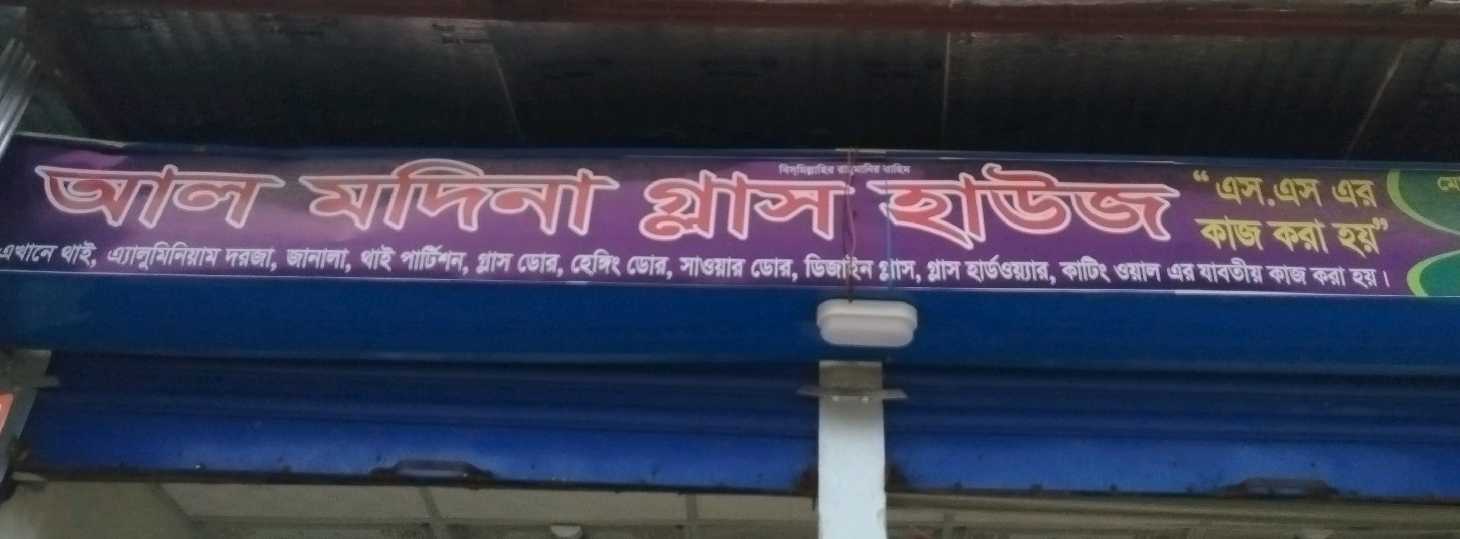 বিস্‌মিল্লাহির রাহমানির রাহিম
আল মদিনা গ্লাস হাউজ
“এস.এস এর
কাজ করা হয়”
এখানে থাই, এ্যালুমিনিয়াম দরজা, জানালা, থাই পার্টিশন, গ্লাস ডোর, হেঙ্গিং ডোর, সাওয়ার ডোর, ডিজাইন গ্লাস, গ্লাস হার্ডওয়্যার, কাটিং ওয়াল এর যাবতীয় কাজ করা হয়।